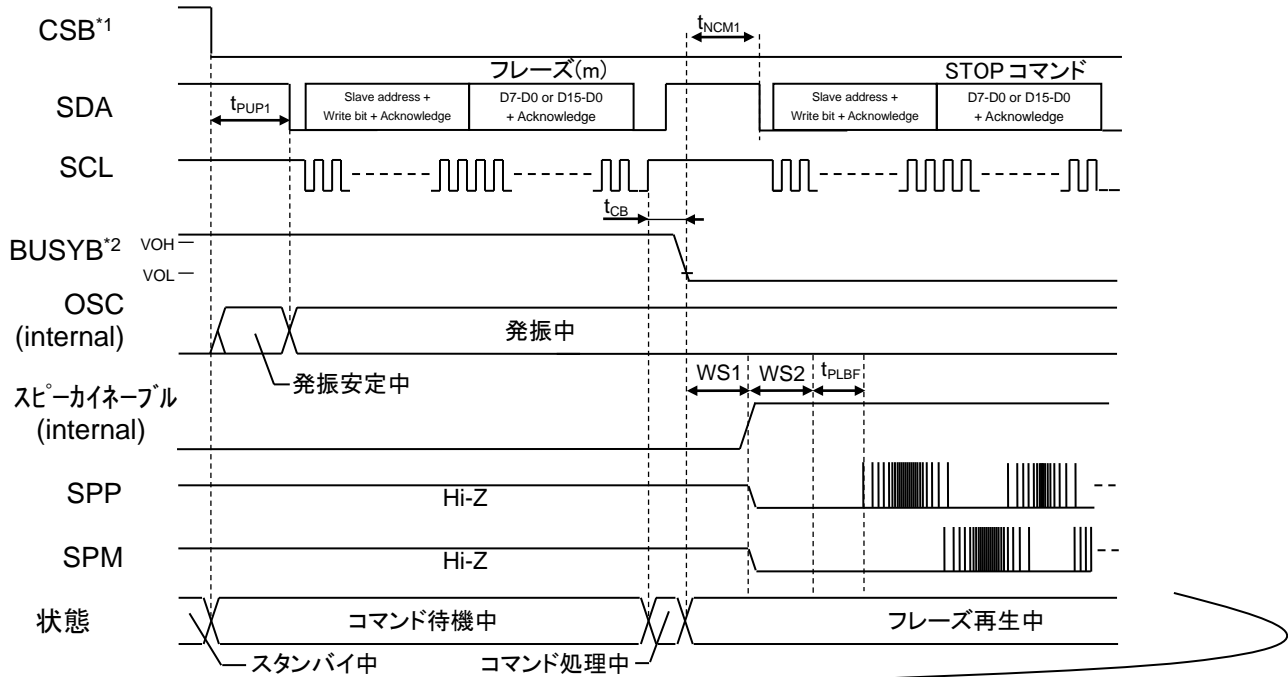 CSB*1
tNCM1
フレーズ(m)
STOPコマンド
SDA
tPUP1
Slave address +
Write bit + Acknowledge
D7-D0 or D15-D0
+ Acknowledge
Slave address +
Write bit + Acknowledge
D7-D0 or D15-D0
+ Acknowledge
SCL
tCB
BUSYB*2
VOH
VOL
OSC
(internal)
発振中
発振安定中
スピーカイネーブル
(internal)
WS1
WS2
tPLBF
SPP
Hi-Z
SPM
Hi-Z
状態
コマンド待機中
フレーズ再生中
スタンバイ中
コマンド処理中